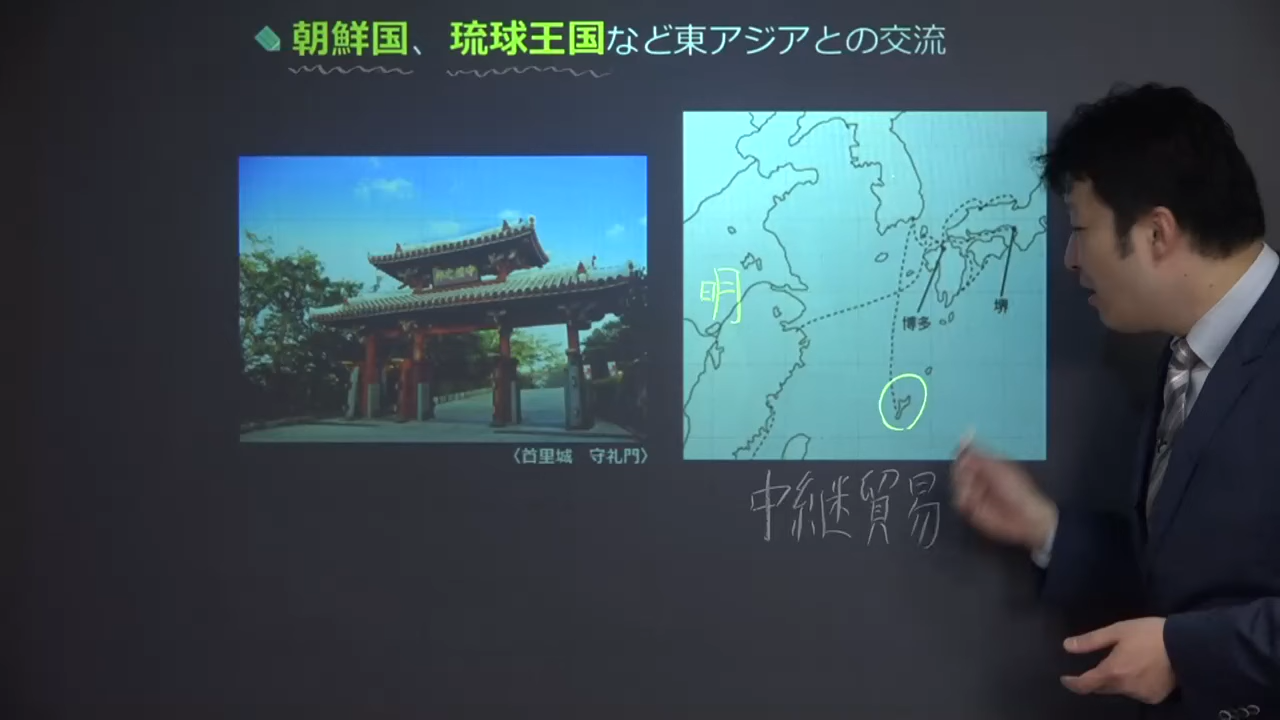 朝鮮国、琉球王国など東アジアとの交流
明
博多
堺
〈首里城 守礼門〉
中継貿易